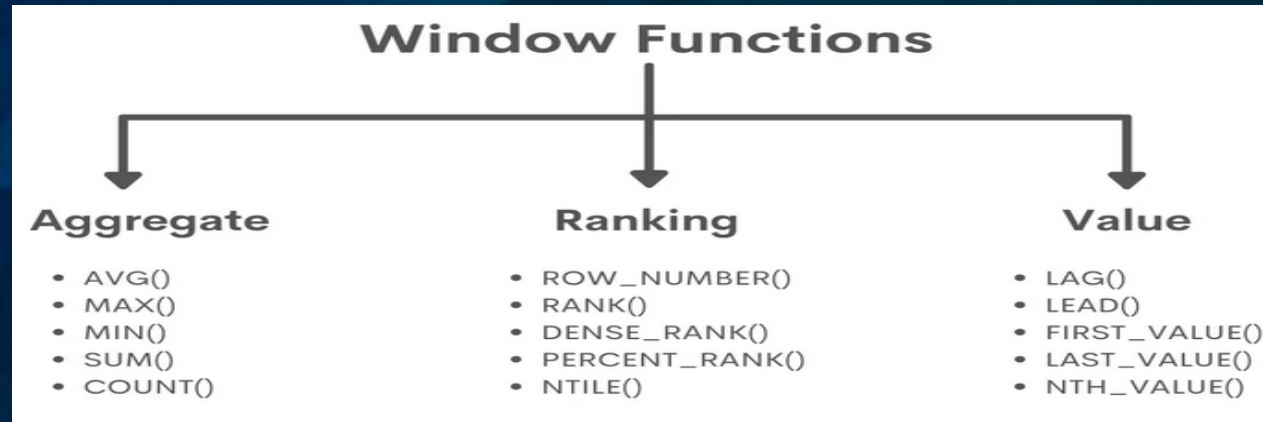 Window Functions
Aggregate
• AVG()
• MAX()
• MIN()
• SUM()
• COUNT()
Ranking
• ROW_NUMBER()
• RANK()
• DENSE_RANK()
• PERCENT_RANK()
• NTILE()
Value
• LAG()
• LEAD()
• FIRST_VALUE()
• LAST_VALUE()
• NTH_VALUE()